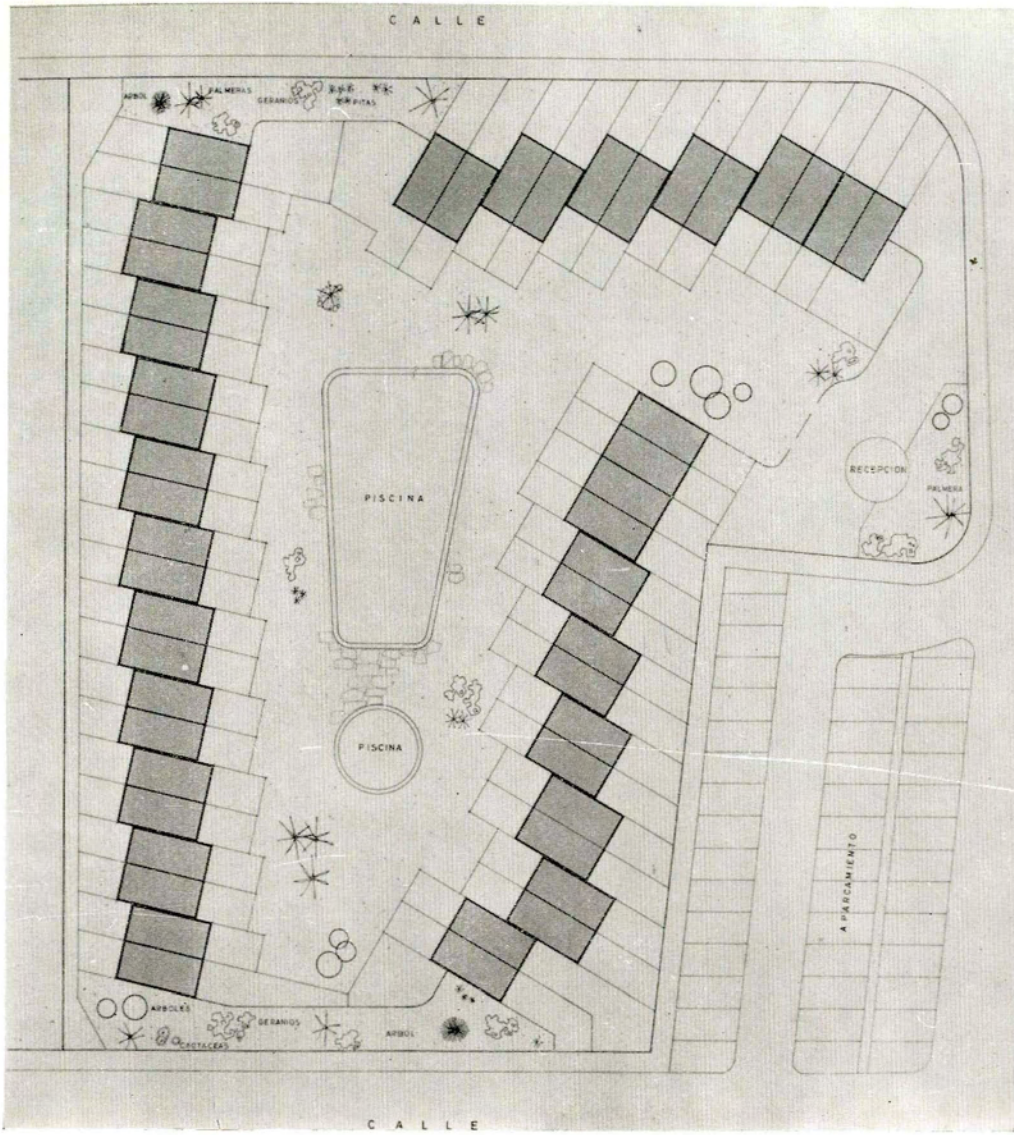 CALLE
ARBOL
PALMERAS
GERANIOS
PITAS
PISCINA
RECEPCION
PALMERA
PISCINA
APARCAMIENTO
ARBOLES
GERANIOS
ARBOL
CACTACEAS
CALLE